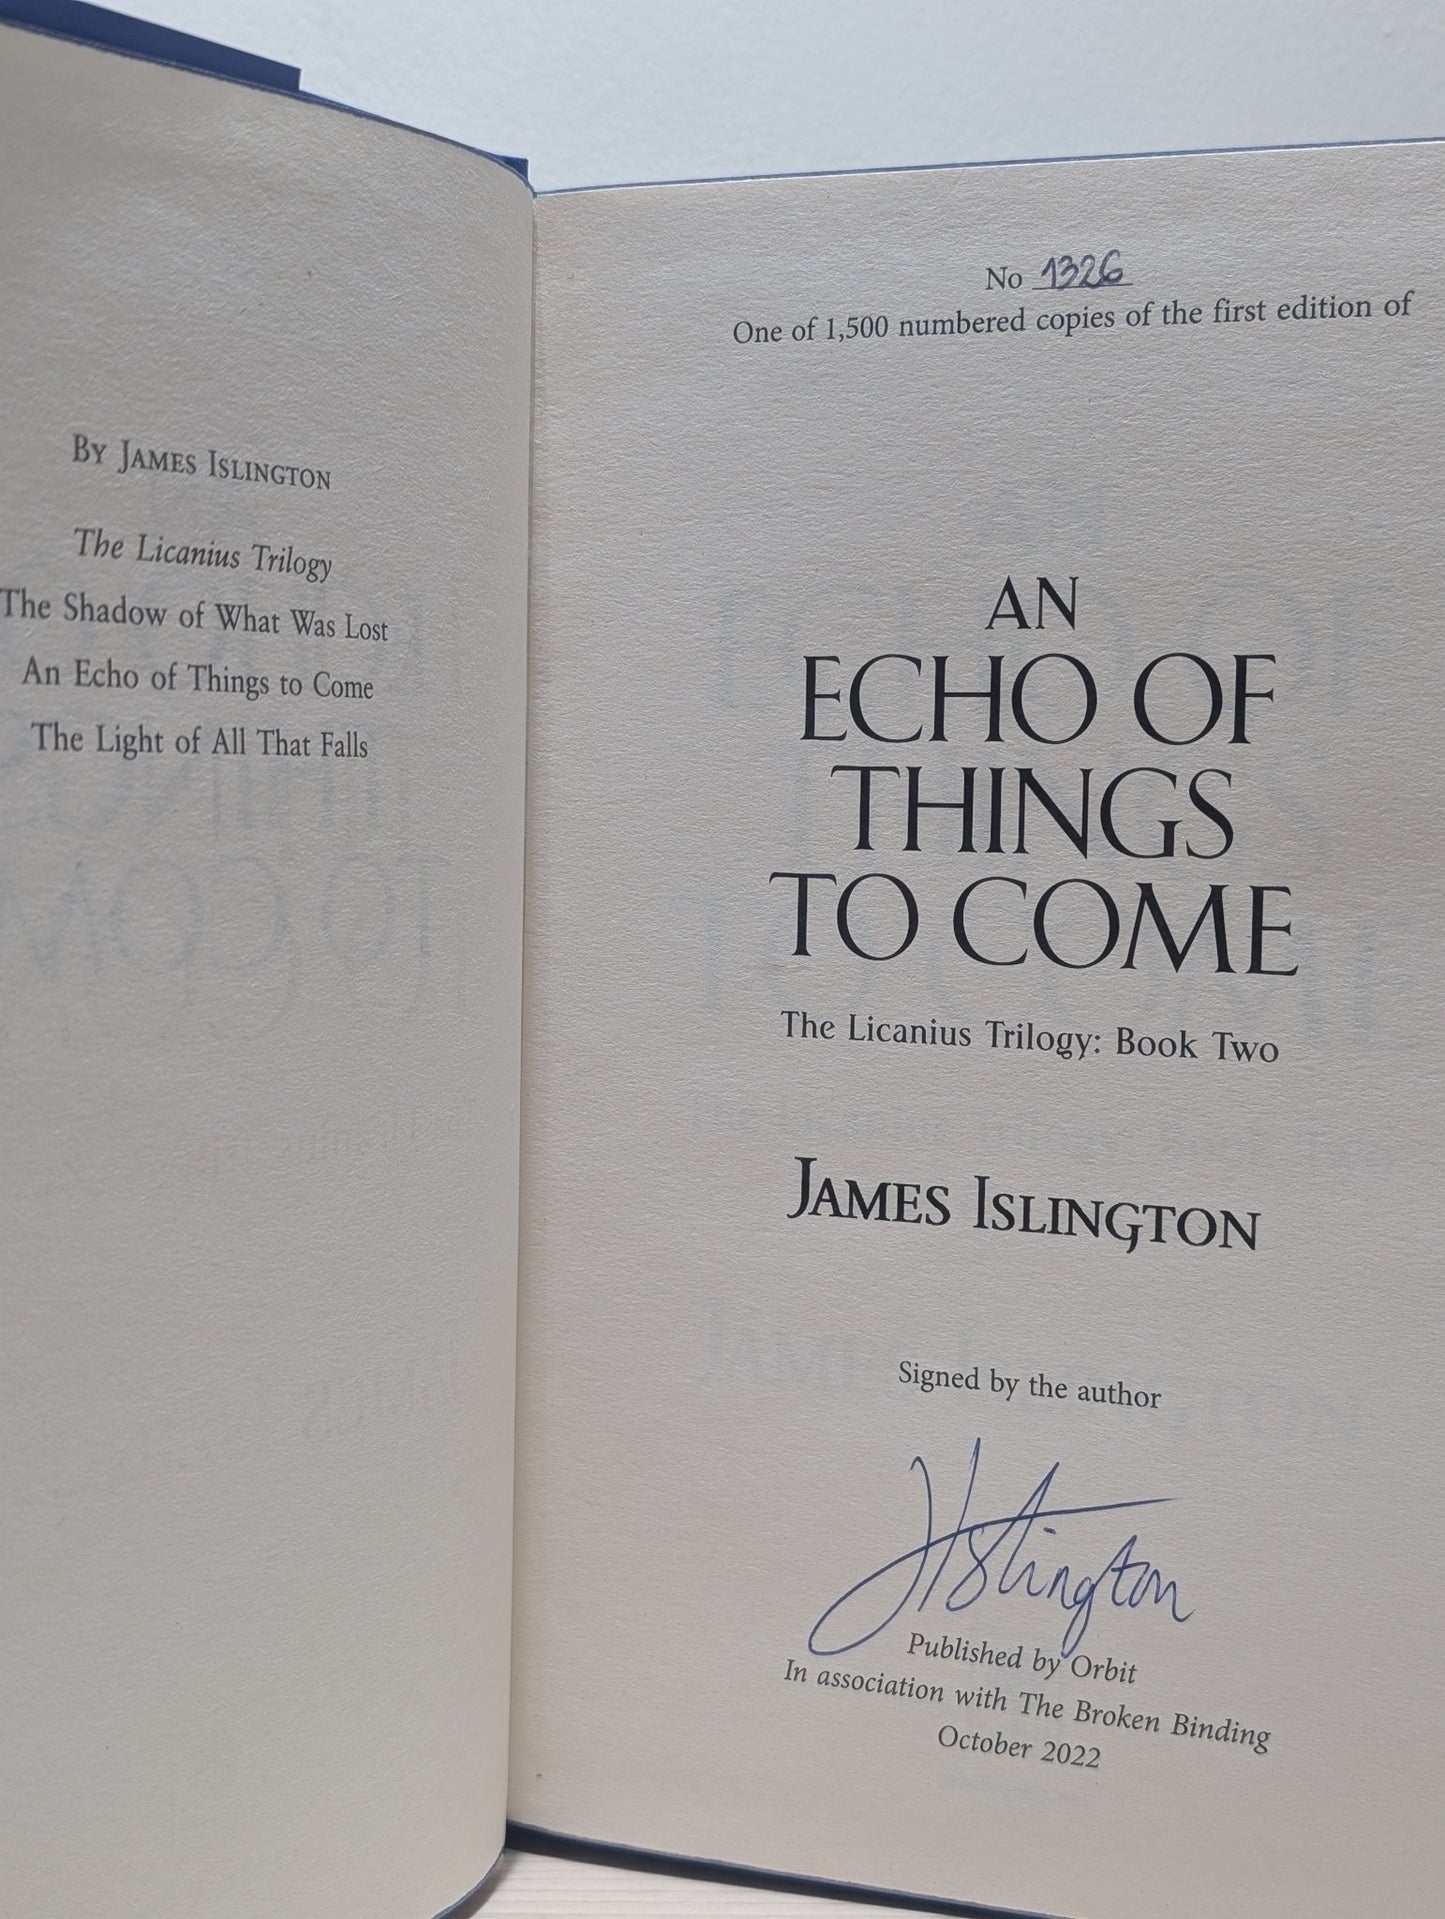 By James Islington
The Licanius Trilogy
The Shadow of What Was Lost
An Echo of Things to Come
The Light of All That Falls
No 1326
One of 1,500 numbered copies of the first edition of
AN
ECHO OF
THINGS
TO COME
The Licanius Trilogy: Book Two
James Islington
Signed by the author
JIslington
Published by Orbit
In association with The Broken Binding
October 2022